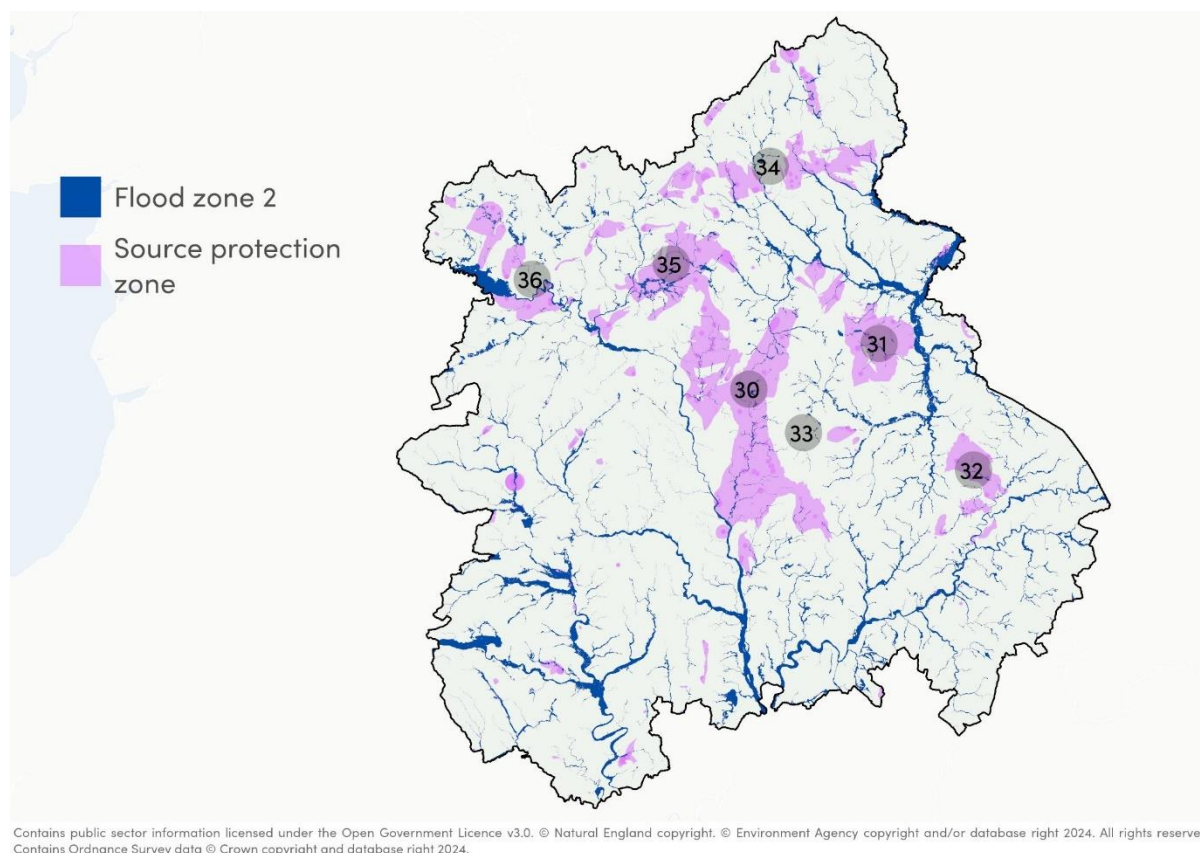 Flood zone 2
Source protection
zone
34
35
36
31
30
33
32
Contains public sector information licensed under the Open Government Licence v3.0. © Natural England copyright. © Environment Agency copyright and/or database right 2024. All rights reserve
Contains Ordnance Survey data © Crown copyright and database right 2024.